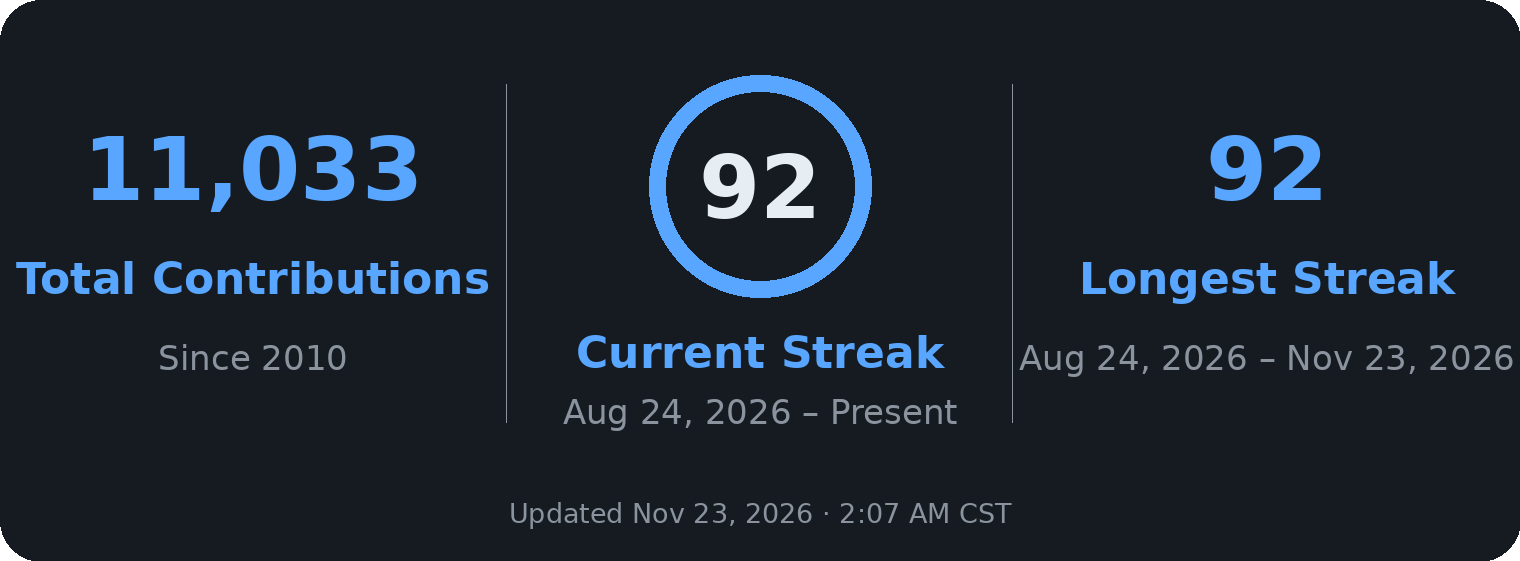 11,033
Total Contributions
Since 2010
92
Current Streak
Aug 24, 2026 – Present
92
Longest Streak
Aug 24, 2026 – Nov 23, 2026
Updated Nov 23, 2026 · 2:07 AM CST